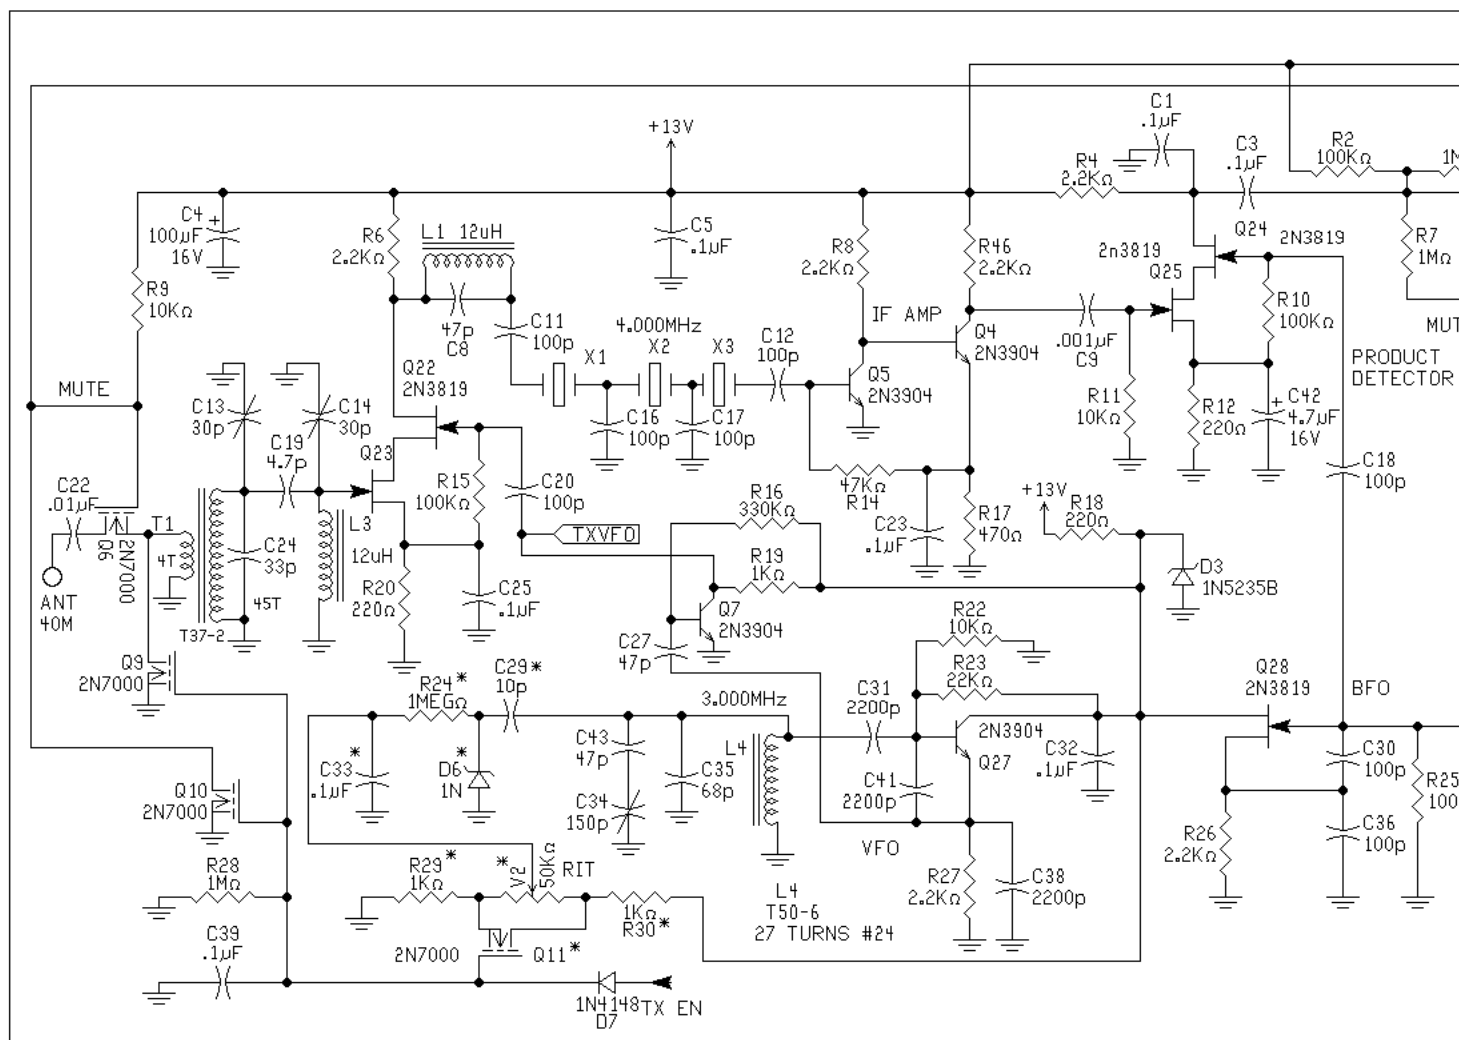 +13V
C1
.1µF
C3
.1µF
R2
100KΩ
1M
R4
2.2KΩ
C4
+
100µF
16V
R6
2.2KΩ
L1 12uH
C5
.1µF
R8
2.2KΩ
R46
2.2KΩ
Q24
2N3819
2n3819
Q25
R7
1MΩ
R9
10KΩ
47p
C8
C11
100p
4.000MHz
X1
X2
X3
C12
100p
IF AMP
Q4
2N3904
.001µF
C9
R10
100KΩ
MUT
PRODUCT
DETECTOR
MUTE
C13
30p
C14
30p
Q22
2N3819
Q5
2N3904
C16
100p
C17
100p
R11
10KΩ
R12
220Ω
+
C42
4.7µF
16V
C19
4.7p
Q23
R15
100KΩ
C20
100p
47KΩ
R14
C18
100p
C22
.01µF
Q6
2N7000
T1
4T
C24
33p
45T
T37-2
L3
12uH
TXVFO
R16
330KΩ
C23
.1µF
R17
470Ω
+13V
R18
220Ω
D3
1N5235B
ANT
40M
R20
220Ω
C25
.1µF
R19
1KΩ
Q7
2N3904
C27
47p
R22
10KΩ
R23
22KΩ
Q9
2N7000
R24*
1MEGΩ
C29*
10p
3.000MHz
C31
2200p
2N3904
Q27
Q28
2N3819
BFO
C33
*
.1µF
D6
*
1N
C43
47p
C35
68p
L4
C41
2200p
C32
.1µF
C30
100p
R25
100
Q10
2N7000
C34
150p
VFO
R26
2.2KΩ
C36
100p
R28
1MΩ
R29*
1KΩ
*
V2
50KΩ
RIT
1KΩ
R30*
L4
T50-6
27 TURNS #24
R27
2.2KΩ
C38
2200p
C39
.1µF
2N7000
Q11*
1N4148
D7
TX EN